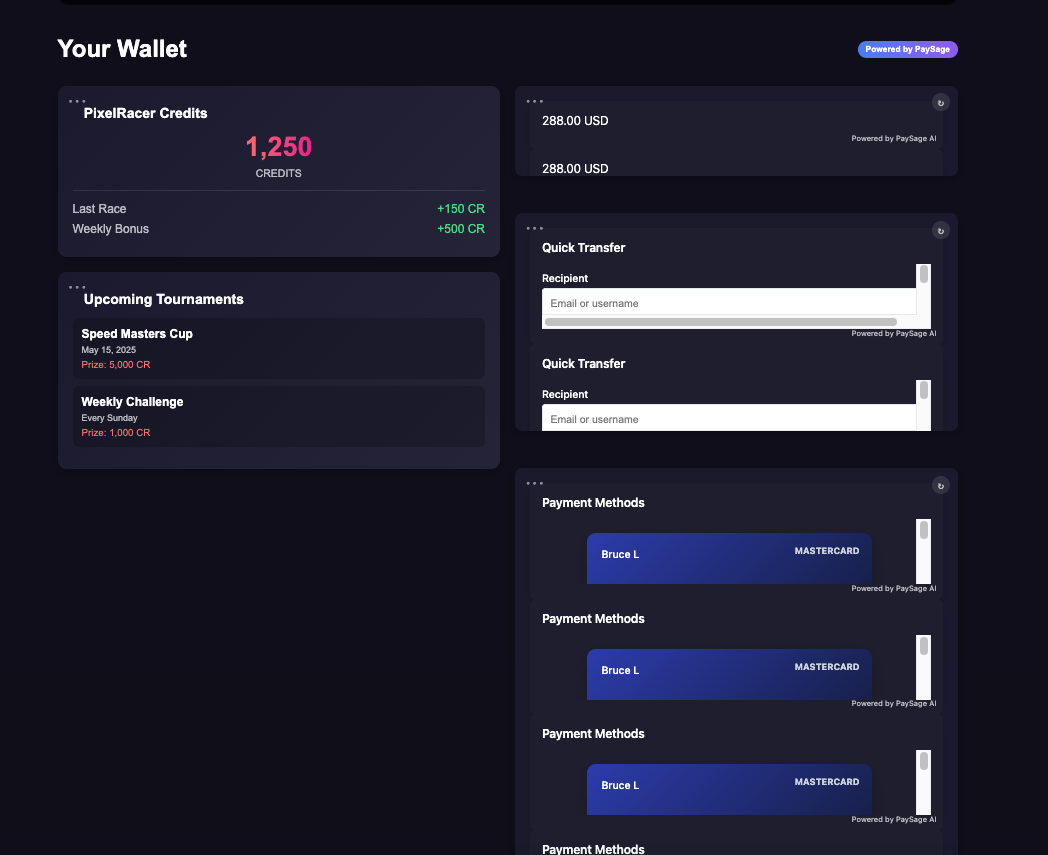 Your Wallet
Powered by PaySage
PixelRacer Credits
1,250
CREDITS
Last Race +150 CR
Weekly Bonus +500 CR
Upcoming Tournaments
Speed Masters Cup
May 15, 2025
Prize: 5,000 CR
Weekly Challenge
Every Sunday
Prize: 1,000 CR
288.00 USD
Powered by PaySage AI
288.00 USD
Quick Transfer
Recipient
Email or username
Powered by PaySage AI
Quick Transfer
Recipient
Email or username
Payment Methods
Bruce L MASTERCARD
Powered by PaySage AI
Payment Methods
Bruce L MASTERCARD
Powered by PaySage AI
Payment Methods
Bruce L MASTERCARD
Powered by PaySage AI
Payment Methods